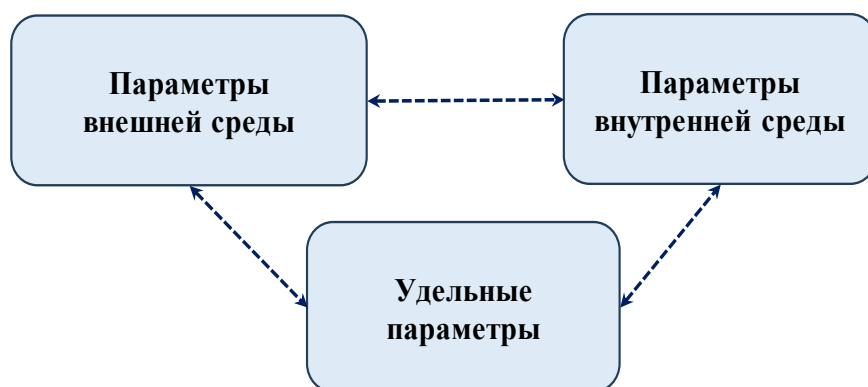 Параметры
внешней среды
Параметры
внутренней среды
Удельные
параметры